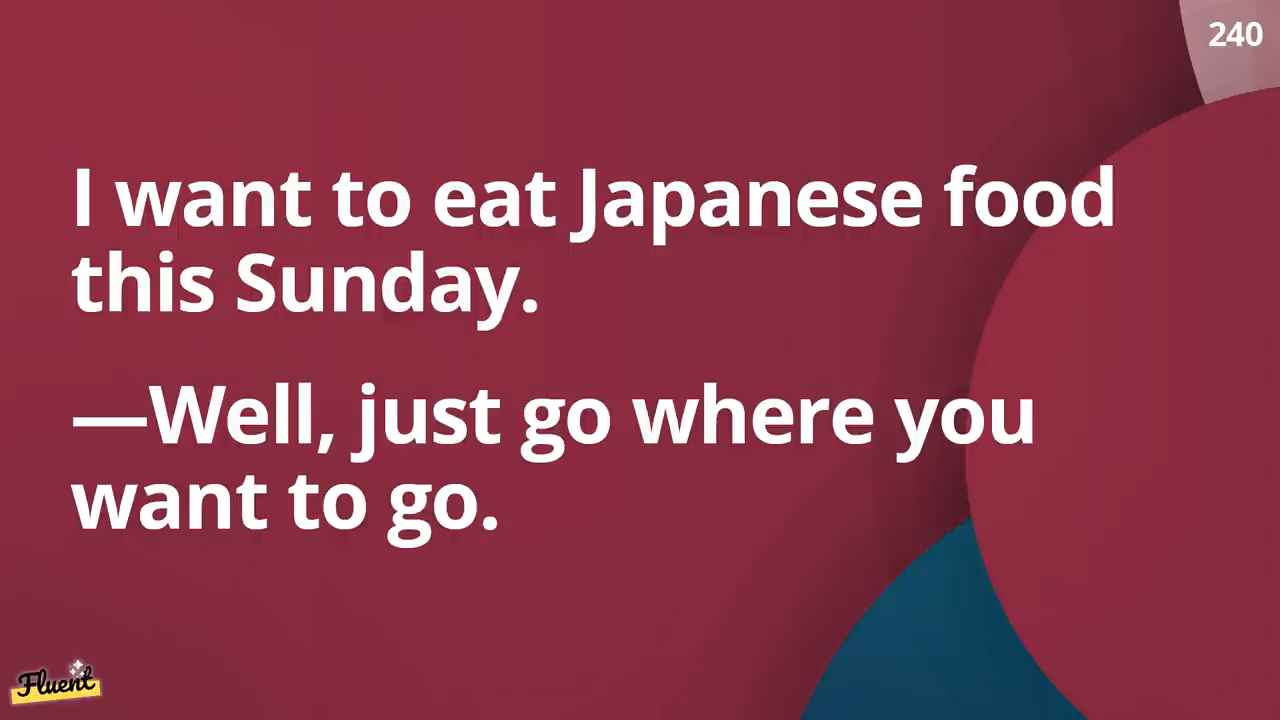 240
I want to eat Japanese food
this Sunday.
—Well, just go where you
want to go.
Fluent